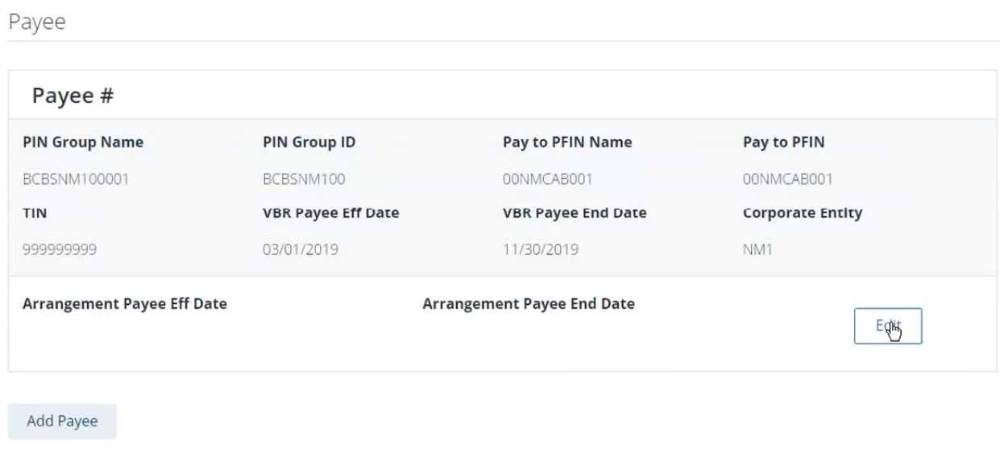 Payee
Payee #
PIN Group Name PIN Group ID Pay to PFIN Name Pay to PFIN
BCBSNM100001 BCBSNM100 00NMCAB001 00NMCAB001
TIN VBR Payee Eff Date VBR Payee End Date Corporate Entity
999999999 03/01/2019 11/30/2019 NM1
Arrangement Payee Eff Date Arrangement Payee End Date
Edit
Add Payee